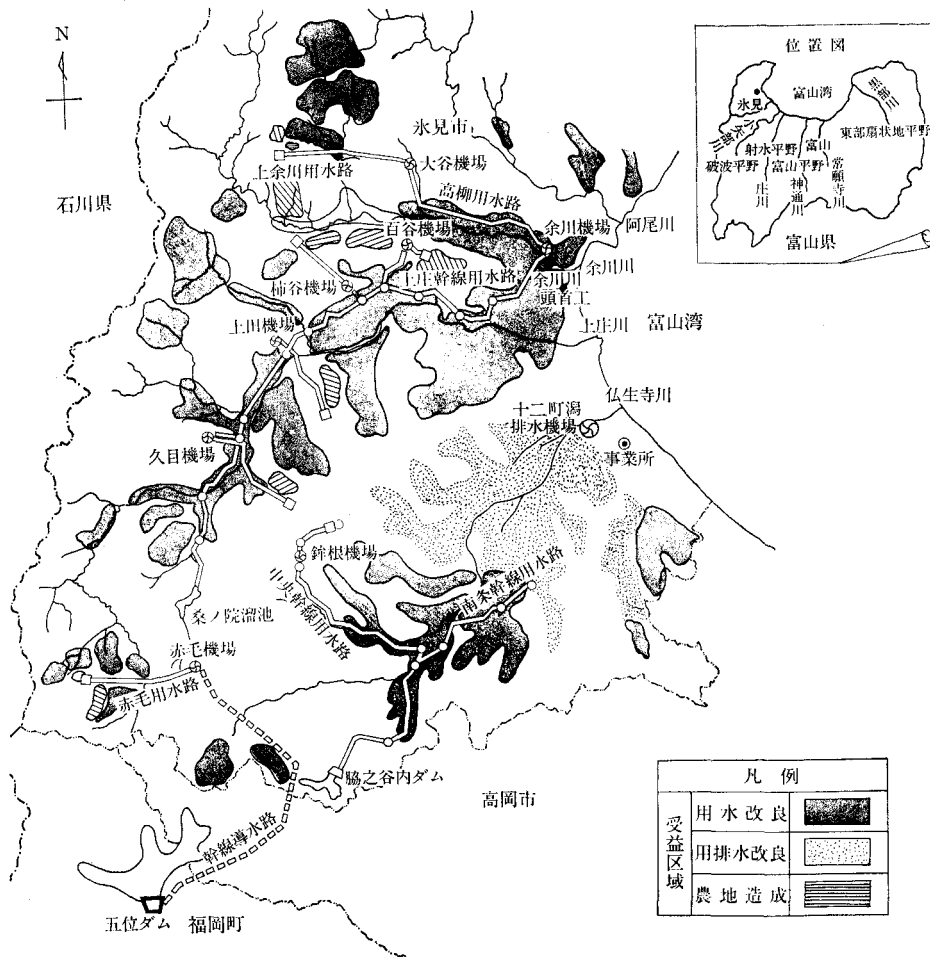 N
位置図
富山湾
氷見
黒部川
小矢部川
東部扇状地平野
射水平野
富山
砺波平野
富山平野
庄川
神通川
常願寺川
富山県
氷見市
上余川用水路
大谷機場
石川県
高柳用水路
百谷機場
余川機場
阿尾川
余川川
柿谷機場
上庄幹線用水路
余川川
頭首工
上田機場
上庄川
富山湾
仏生寺川
十二町潟
排水機場
事業所
久目機場
鉾根機場
中央幹線用水路
南条幹線用水路
桑ノ院溜池
赤毛機場
赤毛用水路
脇之谷内ダム
高岡市
幹線導水路
五位ダム
福岡町
凡例
受益区域
用水改良
用排水改良
農地造成